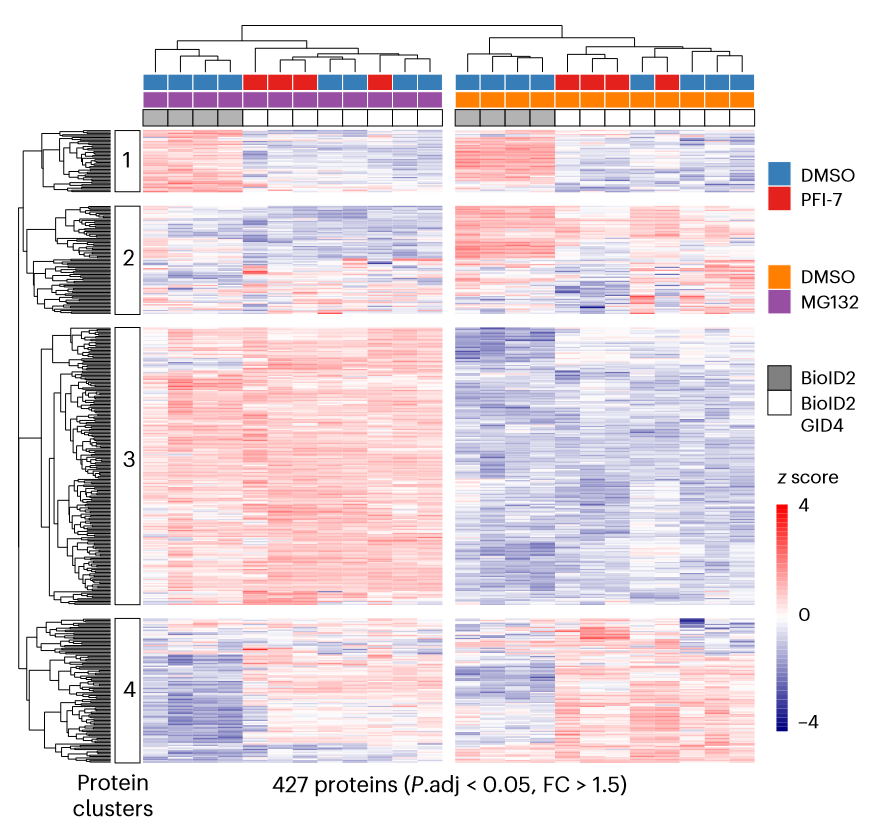 1
2
3
4
DMSO
PFI-7
DMSO
MG132
BioID2
BioID2
GID4
z score
4
0
–4
Protein
clusters
427 proteins (P.adj < 0.05, FC > 1.5)